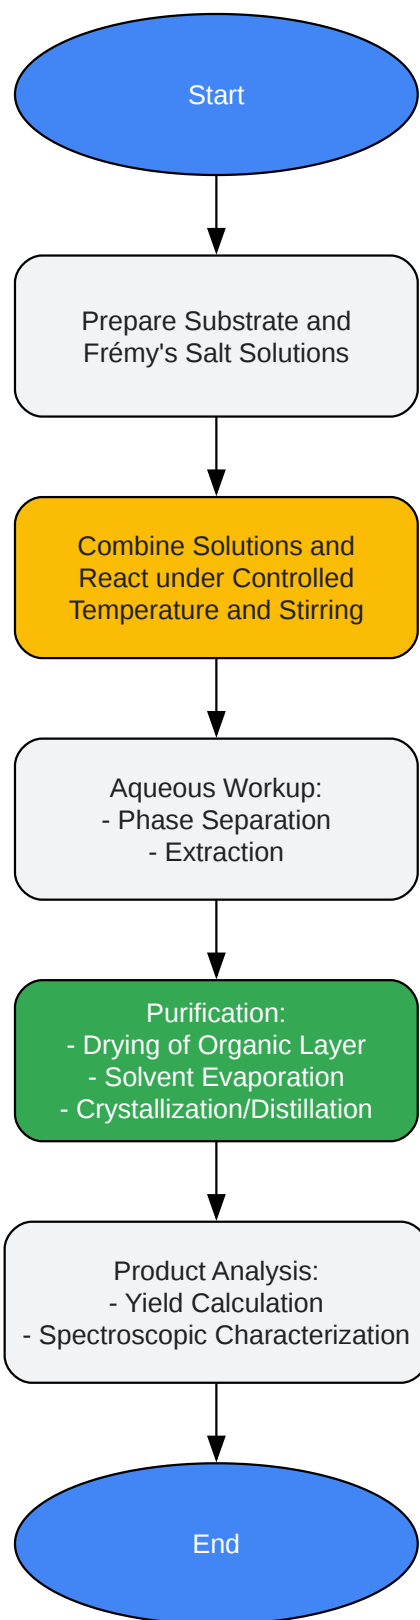 Start
Prepare Substrate and
Frémy's Salt Solutions
Combine Solutions and
React under Controlled
Temperature and Stirring
Aqueous Workup:
- Phase Separation
- Extraction
Purification:
- Drying of Organic Layer
- Solvent Evaporation
- Crystallization/Distillation
Product Analysis:
- Yield Calculation
- Spectroscopic Characterization
End